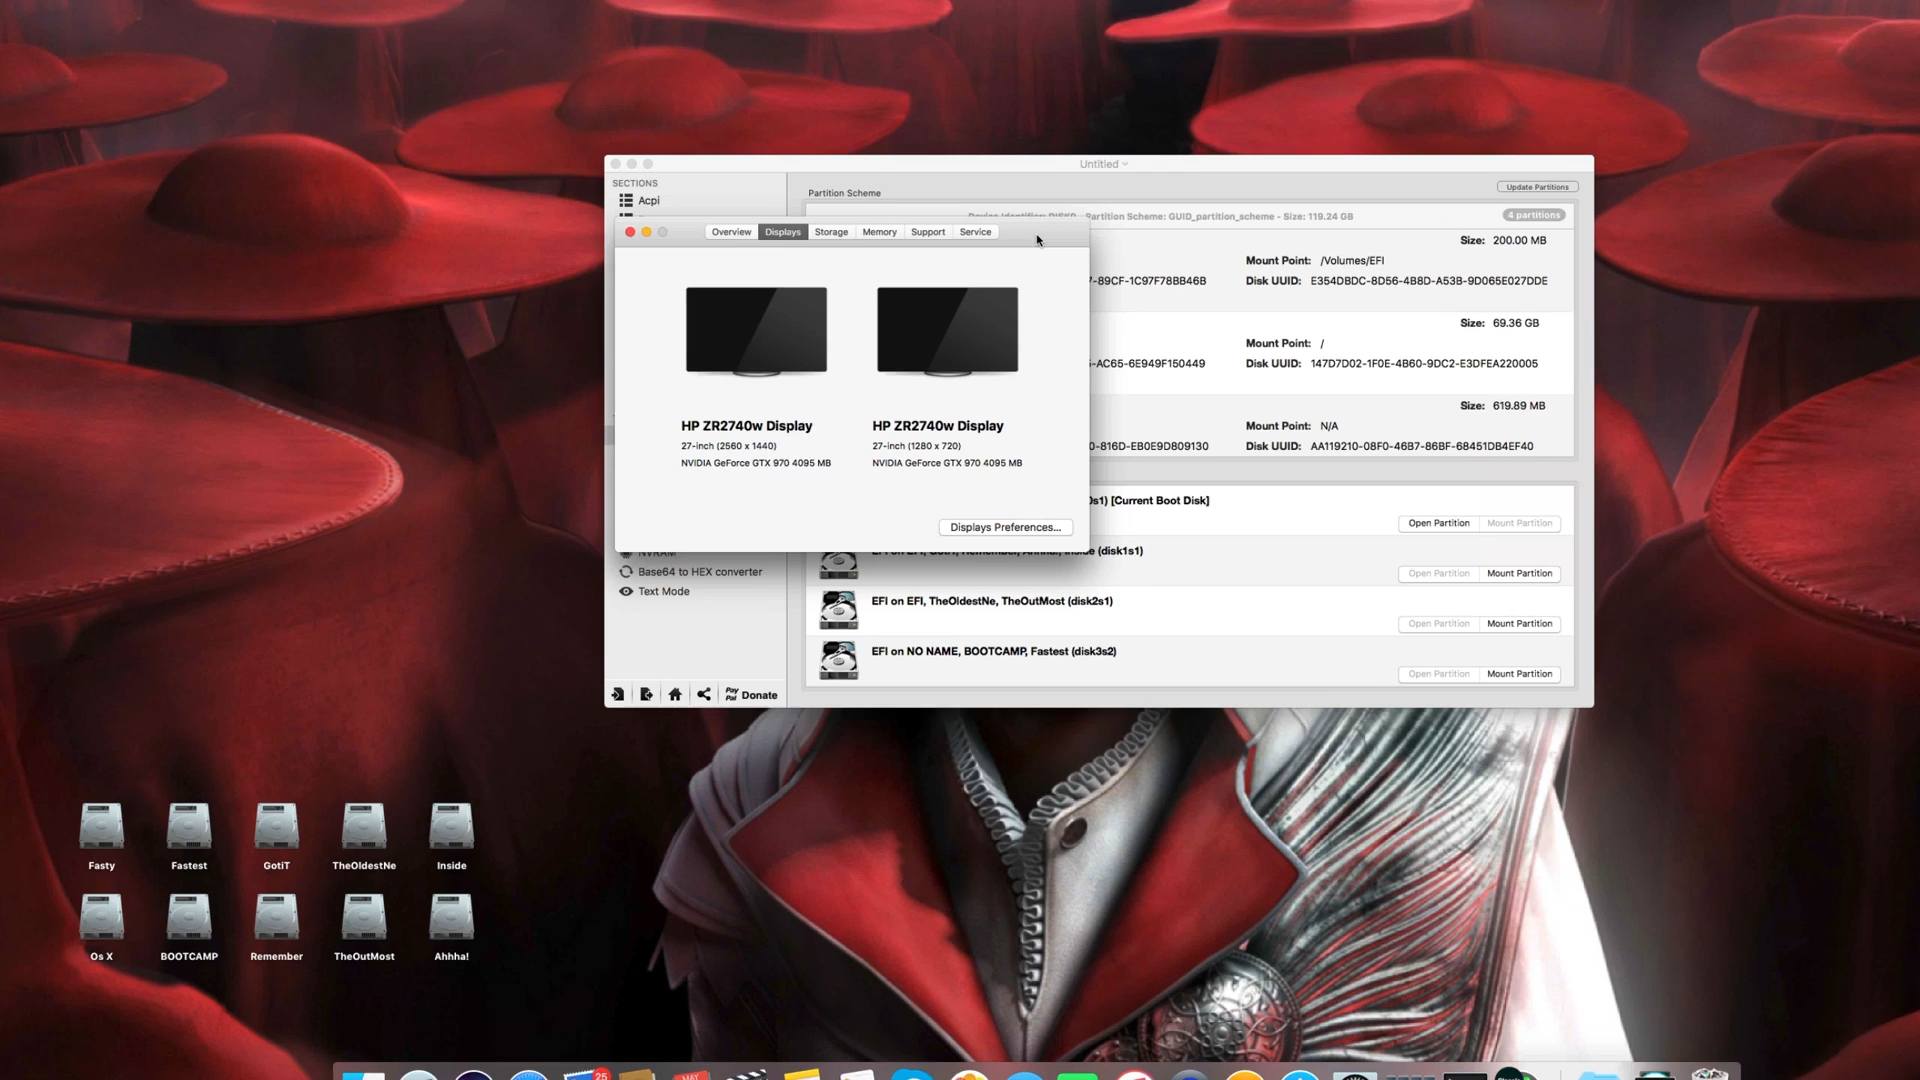 Untitled
SECTIONS
Acpi
Partition Scheme
Update Partitions
Partition Scheme: GUID_partition_scheme - Size: 119.24 GB
4 partitions
Overview
Displays
Storage
Memory
Support
Service
Size: 200.00 MB
Mount Point: /Volumes/EFI
-89CF-1C97F78BB46B
Disk UUID: E354DBDC-8D56-4B8D-A53B-9D065E027DDE
Size: 69.36 GB
Mount Point: /
-AC65-6E949F150449
Disk UUID: 147D7D02-1F0E-4B60-9DC2-E3DFEA220005
Size: 619.89 MB
Mount Point: N/A
0-816D-EB0E9D809130
Disk UUID: AA119210-08F0-46B7-86BF-68451DB4EF40
HP ZR2740w Display
27-inch (2560 x 1440)
NVIDIA GeForce GTX 970 4095 MB
HP ZR2740w Display
27-inch (1280 x 720)
NVIDIA GeForce GTX 970 4095 MB
Displays Preferences...
[Current Boot Disk]
Open Partition
Mount Partition
(disk1s1)
Open Partition
Mount Partition
EFI on EFI, TheOldestNe, TheOutMost (disk2s1)
Open Partition
Mount Partition
EFI on NO NAME, BOOTCAMP, Fastest (disk3s2)
Open Partition
Mount Partition
NVRAM
Base64 to HEX converter
Text Mode
Pay
Pal
Donate
Fasty
Fastest
GotiT
TheOldestNe
Inside
Os X
BOOTCAMP
Remember
TheOutMost
Ahhha!
25
MAY